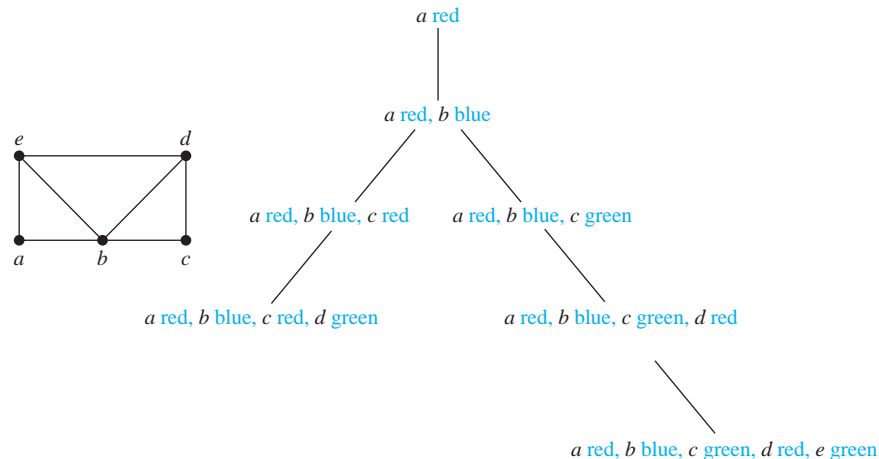 a red
a red, b blue
e
d
a red, b blue, c red
a red, b blue, c green
a
b
c
a red, b blue, c red, d green
a red, b blue, c green, d red
a red, b blue, c green, d red, e green